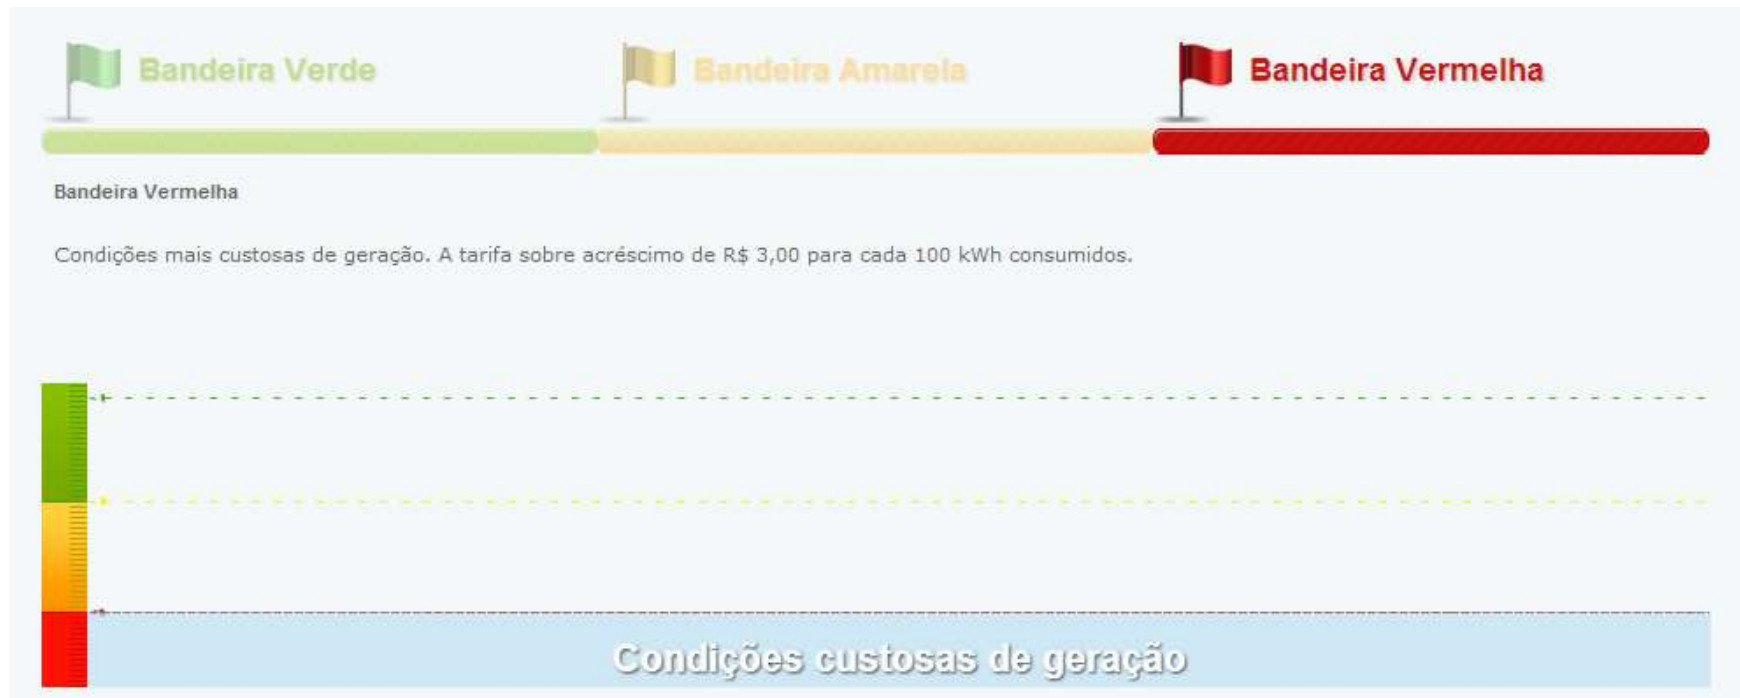 Bandeira Verde
Bandeira Amarela
Bandeira Vermelha
Bandeira Vermelha
Condições mais custosas de geração. A tarifa sobre acréscimo de R$ 3,00 para cada 100 kWh consumidos.
Condições custosas de geração